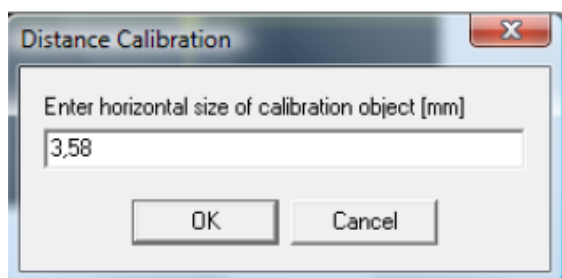 Distance Calibration
Enter horizontal size of calibration object [mm]
3,58
OK
Cancel